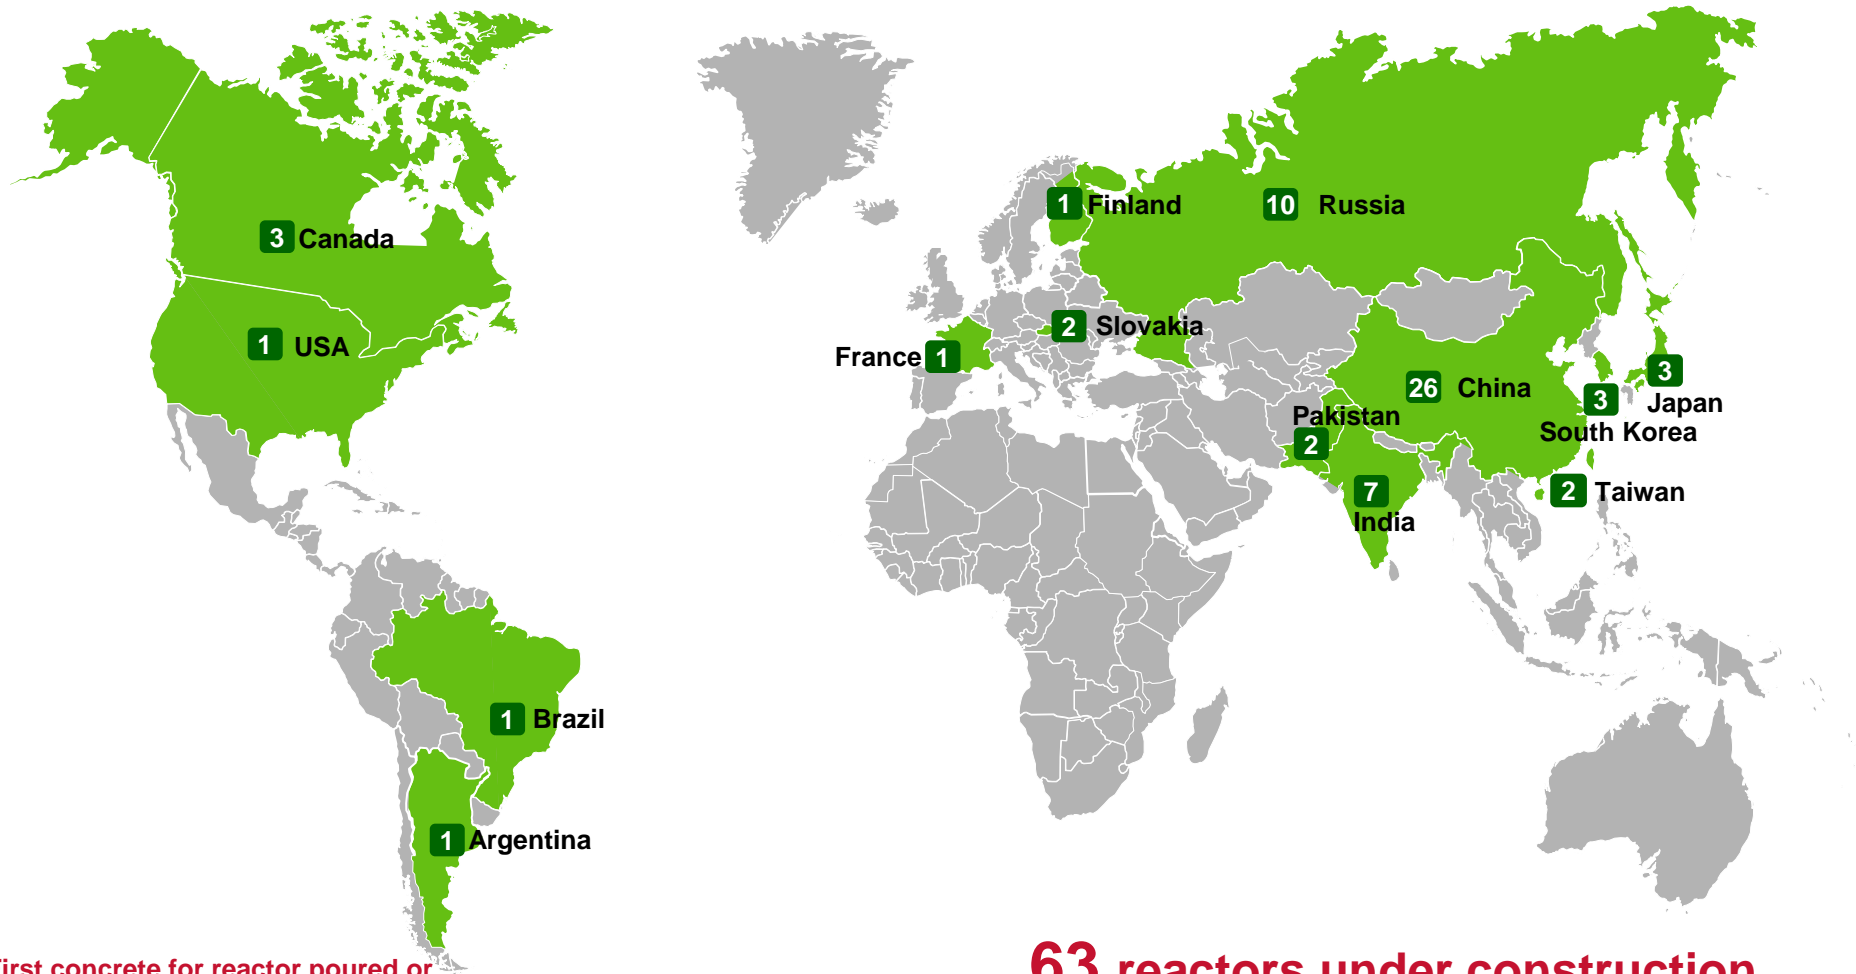 1 Finland
10 Russia
3 Canada
2 Slovakia
1 USA
France 1
26 China
3
Japan
3
South Korea
Pakistan
2
7
India
2 Taiwan
1 Brazil
1 Argentina
first concrete for reactor poured or
63 reactors under construction